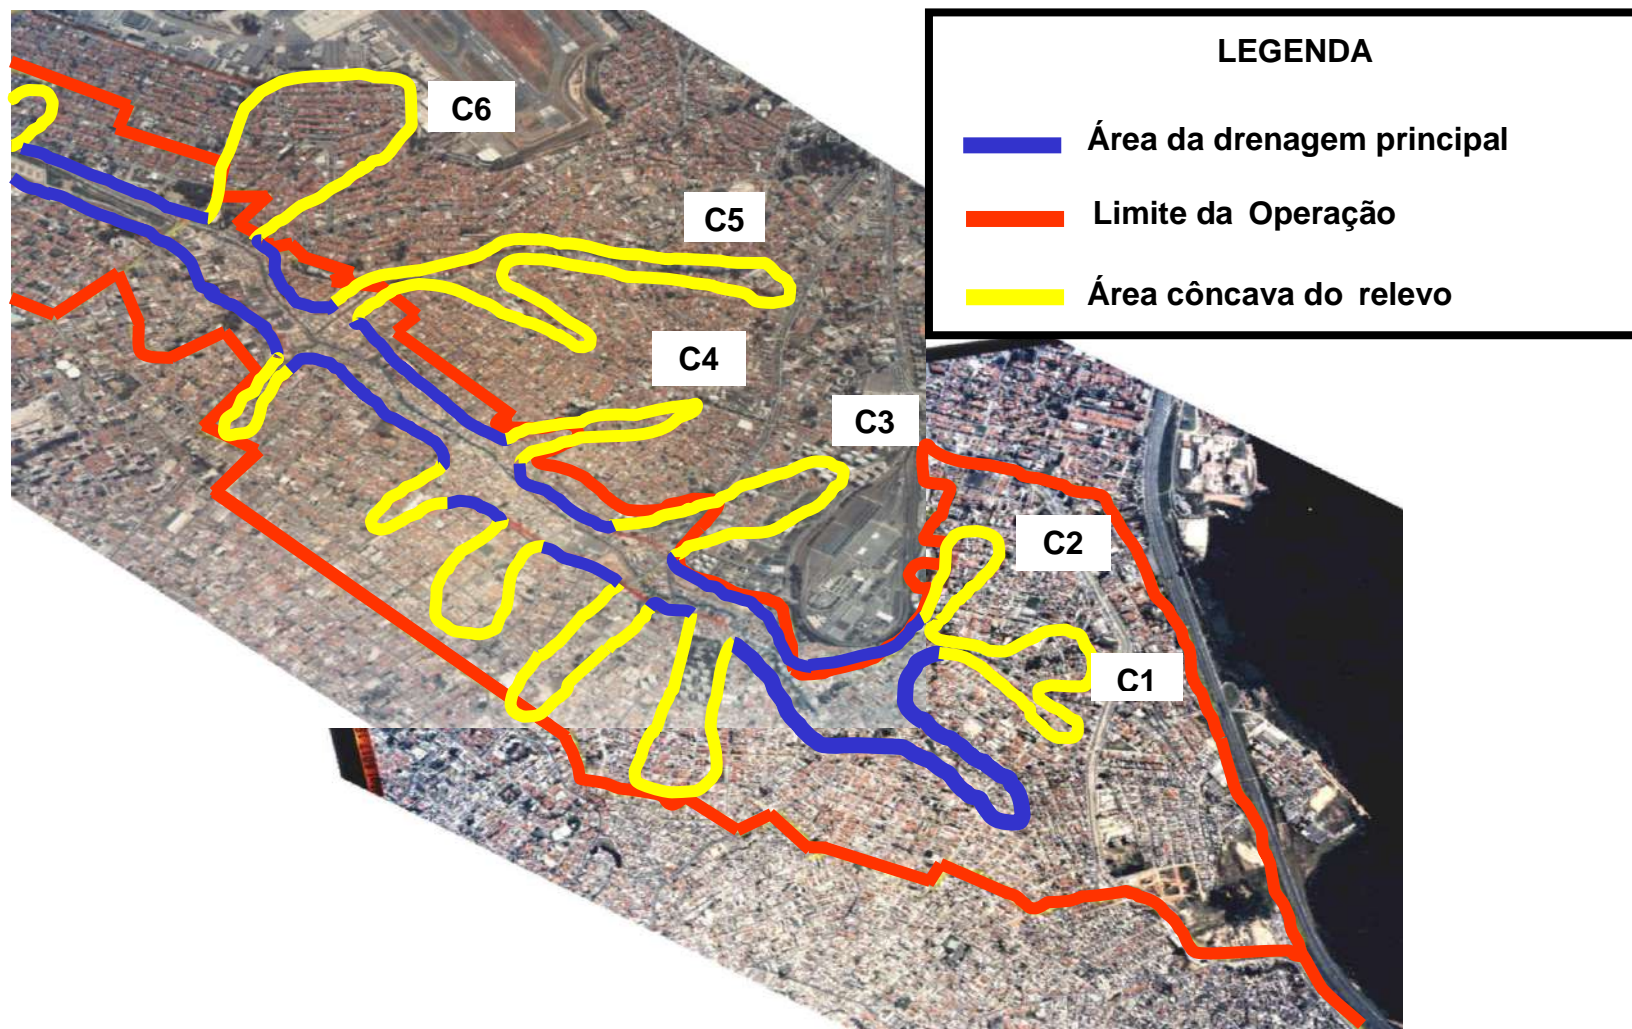 LEGENDA
Área da drenagem principal
Limite da Operação
Área côncava do relevo
C6
C5
C4
C3
C2
C1